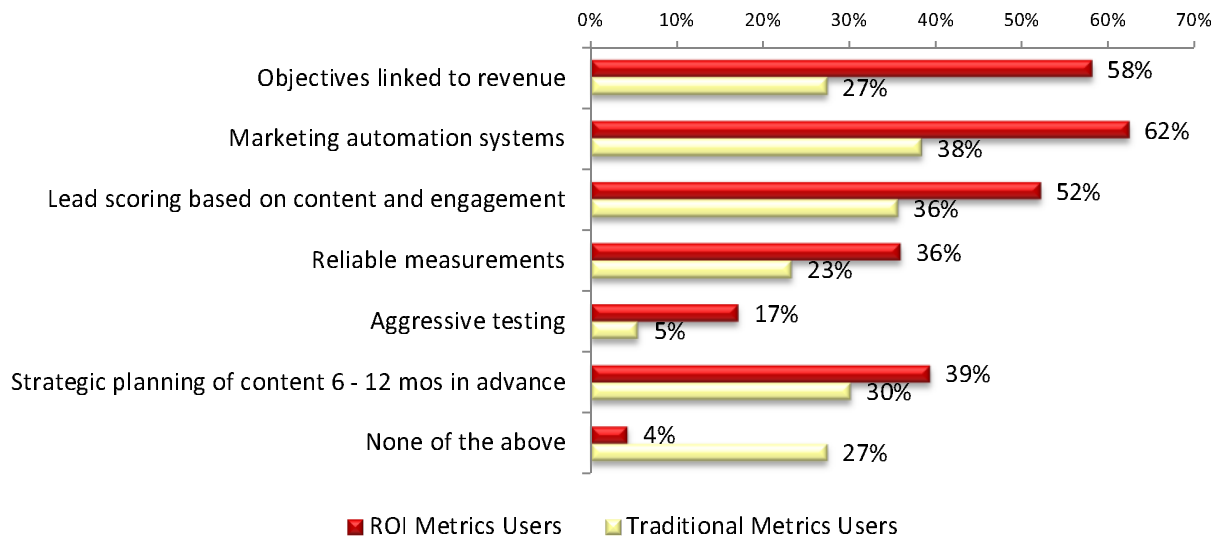 0% 10% 20% 30% 40% 50% 60% 70%
Objectives linked to revenue 58%
27%
Marketing automation systems 62%
38%
Lead scoring based on content and engagement 52%
36%
Reliable measurements 36%
23%
Aggressive testing 17%
5%
Strategic planning of content 6 - 12 mos in advance 39%
30%
None of the above 4%
27%
ROI Metrics Users Traditional Metrics Users